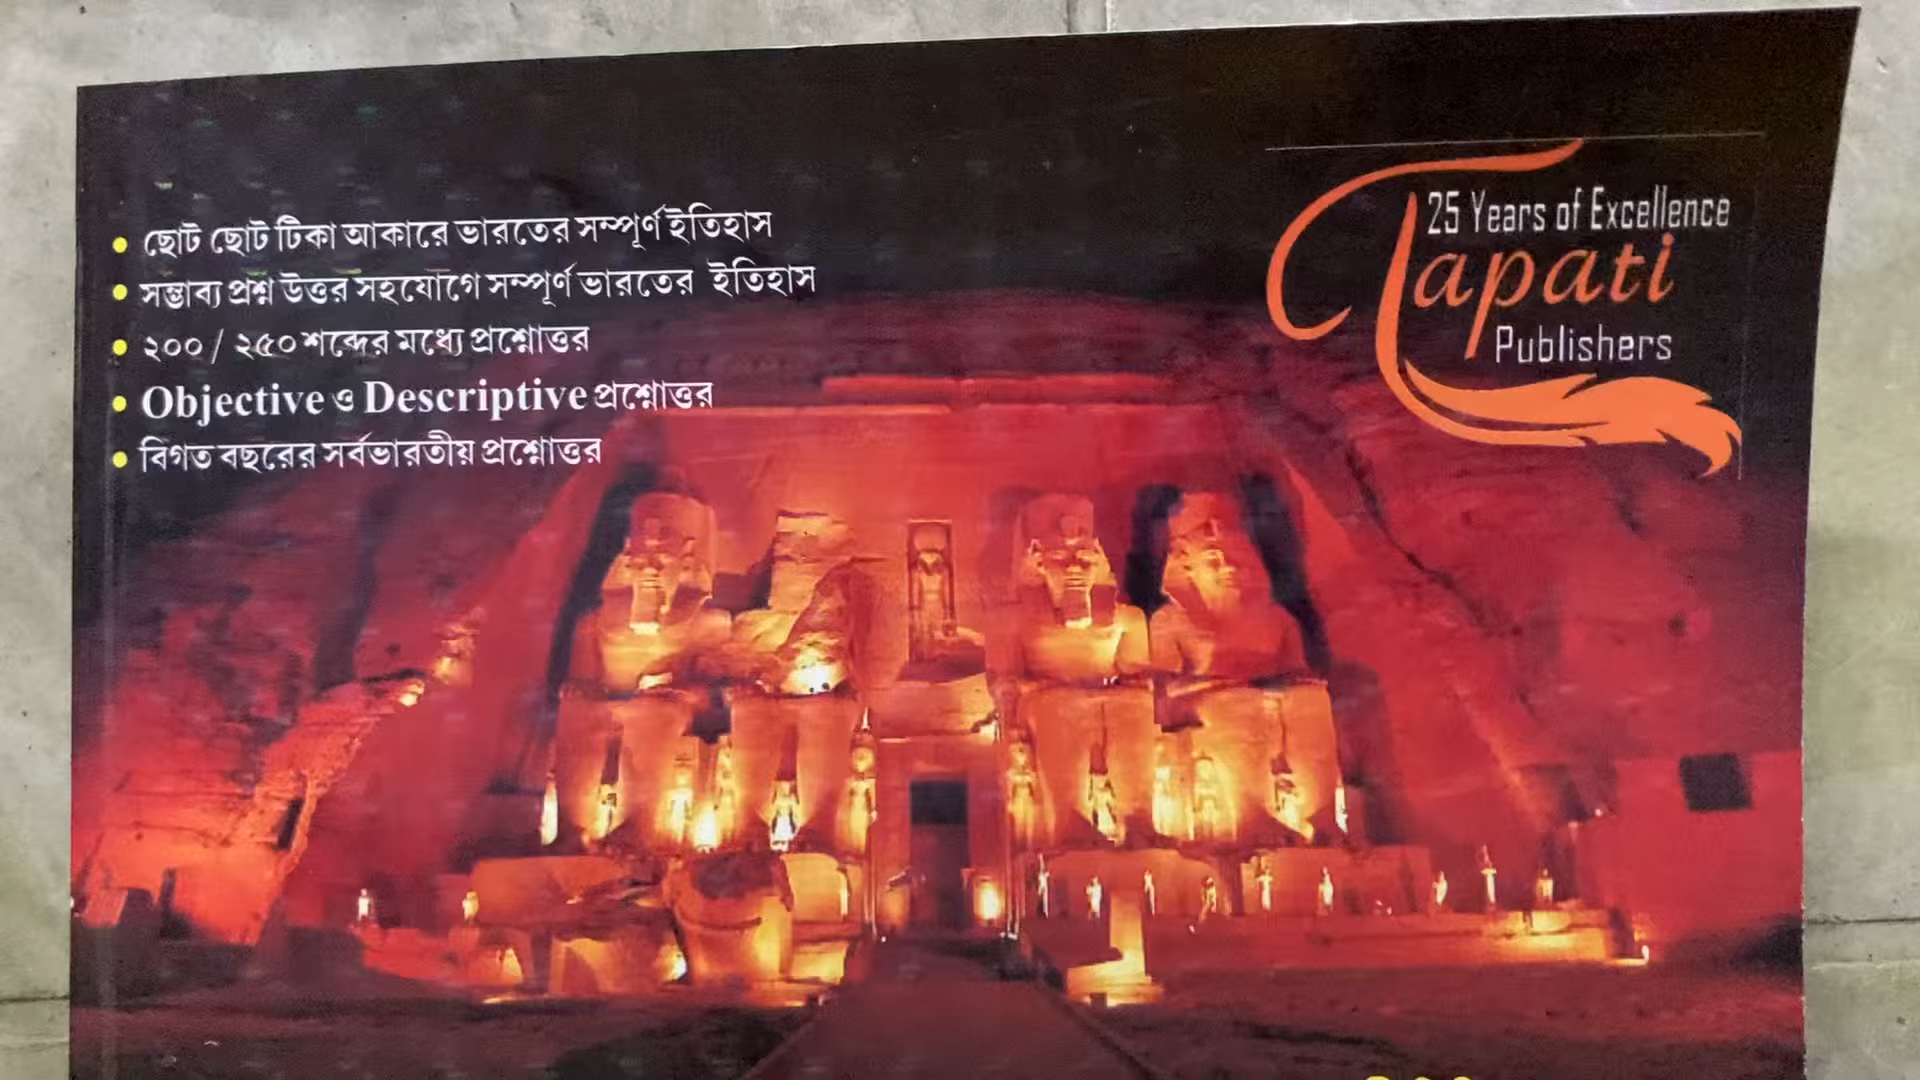 ছোট ছোট টিকা আকারে ভারতের সম্পূর্ণ ইতিহাস
সম্ভাব্য প্রশ্ন উত্তর সহযোগে সম্পূর্ণ ভারতের ইতিহাস
২০০ / ২৫০ শব্দের মধ্যে প্রশ্নোত্তর
Objective ও Descriptive প্রশ্নোত্তর
বিগত বছরের সর্বভারতীয় প্রশ্নোত্তর
25 Years of Excellence
Tapati
Publishers